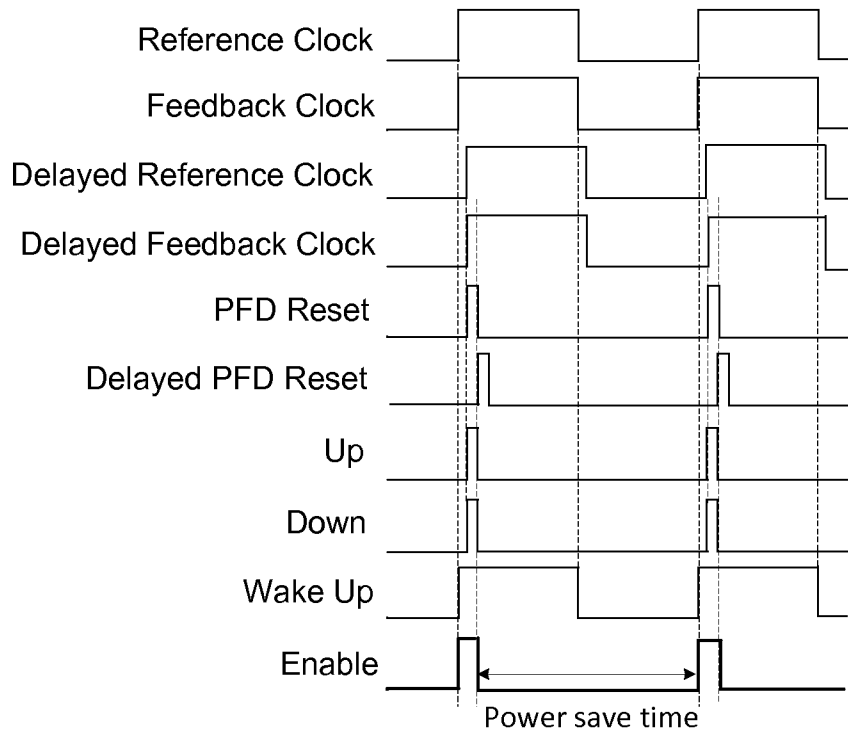 Reference Clock
Feedback Clock
Delayed Reference Clock
Delayed Feedback Clock
PFD Reset
Delayed PFD Reset
Up
Down
Wake Up
Enable
Power save time